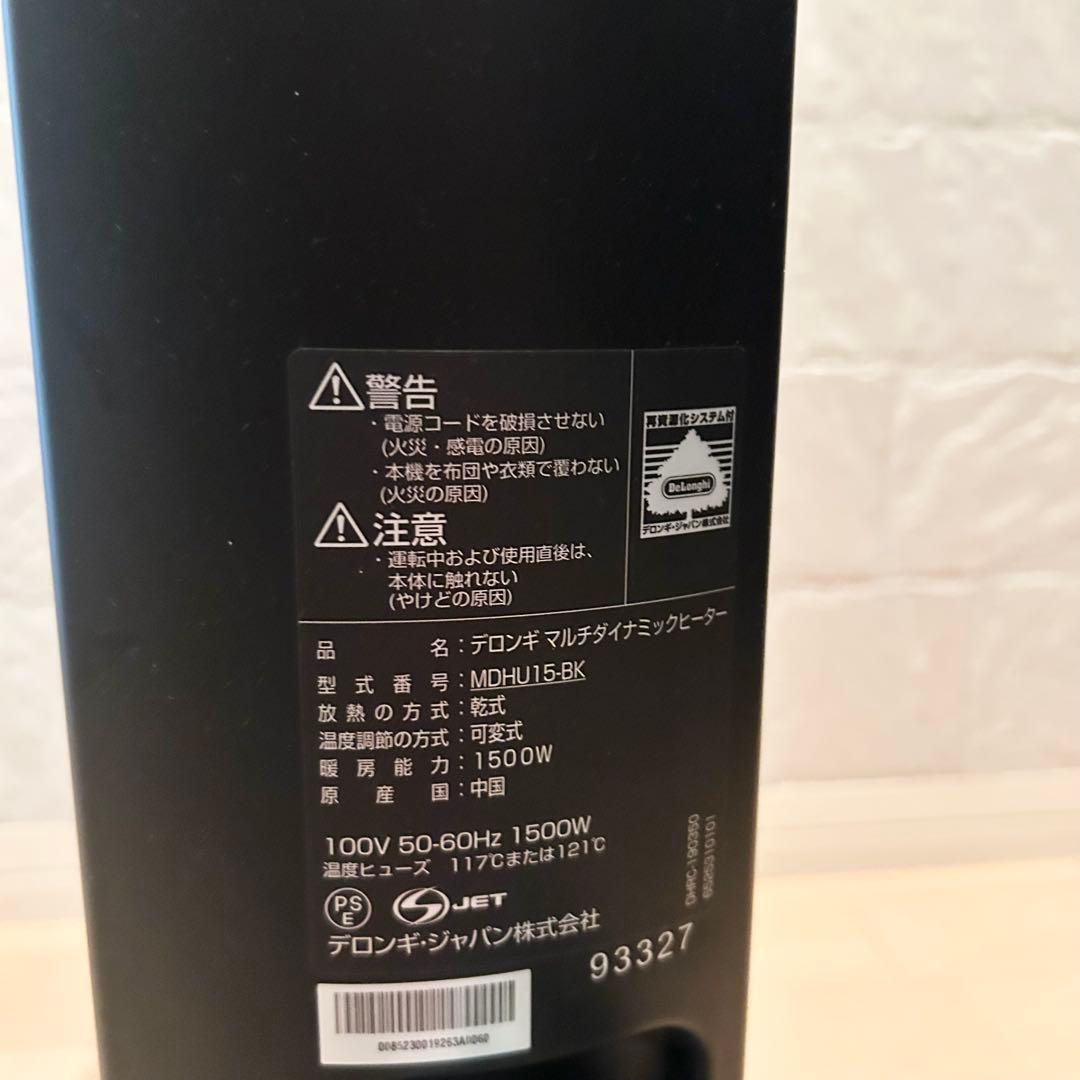 警告
・電源コードを破損させない
(火災・感電の原因)
・本機を布団や衣類で覆わない
(火災の原因)
注意
・運転中および使用直後は、
本体に触れない
(やけどの原因)
再資源化システム付
DeLonghi
デロンギ・ジャパン株式会社
品名：デロンギ マルチダイナミックヒーター
型式番号：MDHU15-BK
放熱の方式：乾式
温度調節の方式：可変式
暖房能力：1500W
原産国：中国
100V 50-60Hz 1500W
温度ヒューズ 117℃または121℃
PS
E
JET
デロンギ・ジャパン株式会社
DHRC-190350
6525310101
93327
0085230019263A0060